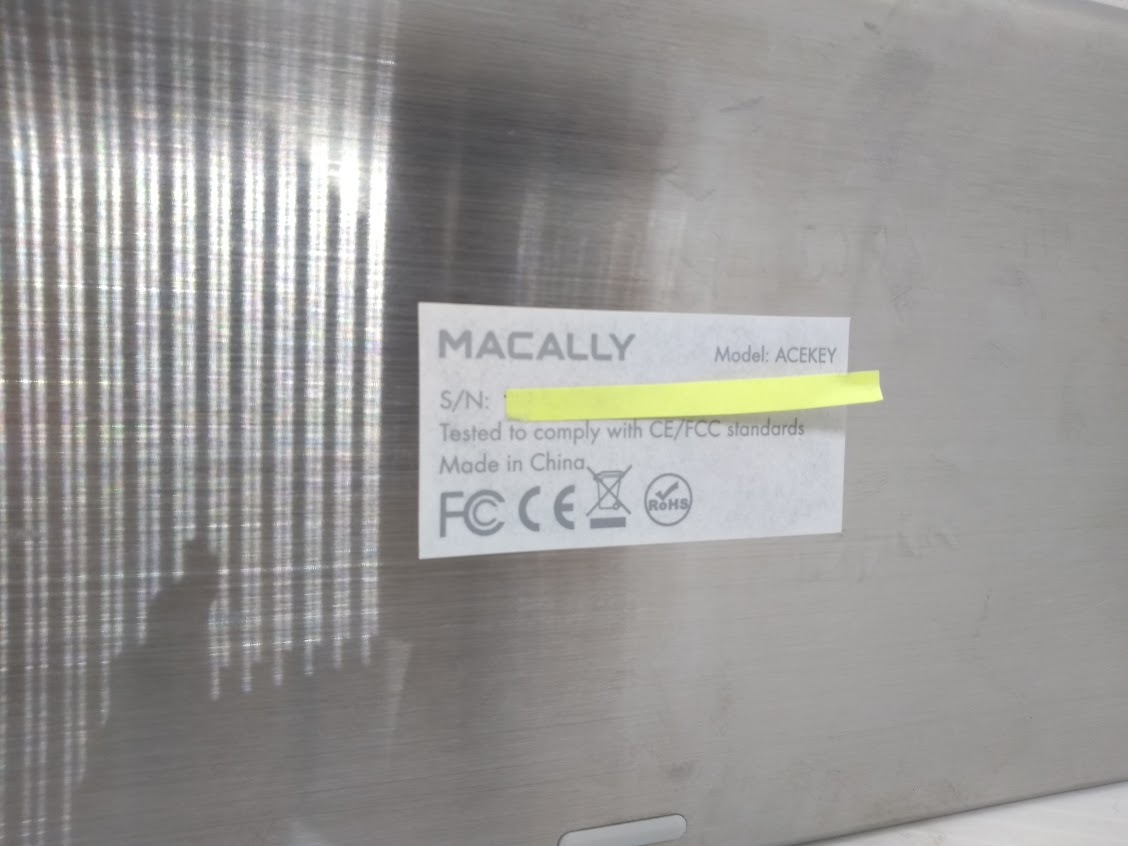 MACALLY
Model: ACEKEY
S/N:
Tested to comply with CE/FCC standards
Made in China
FC CE RoHS